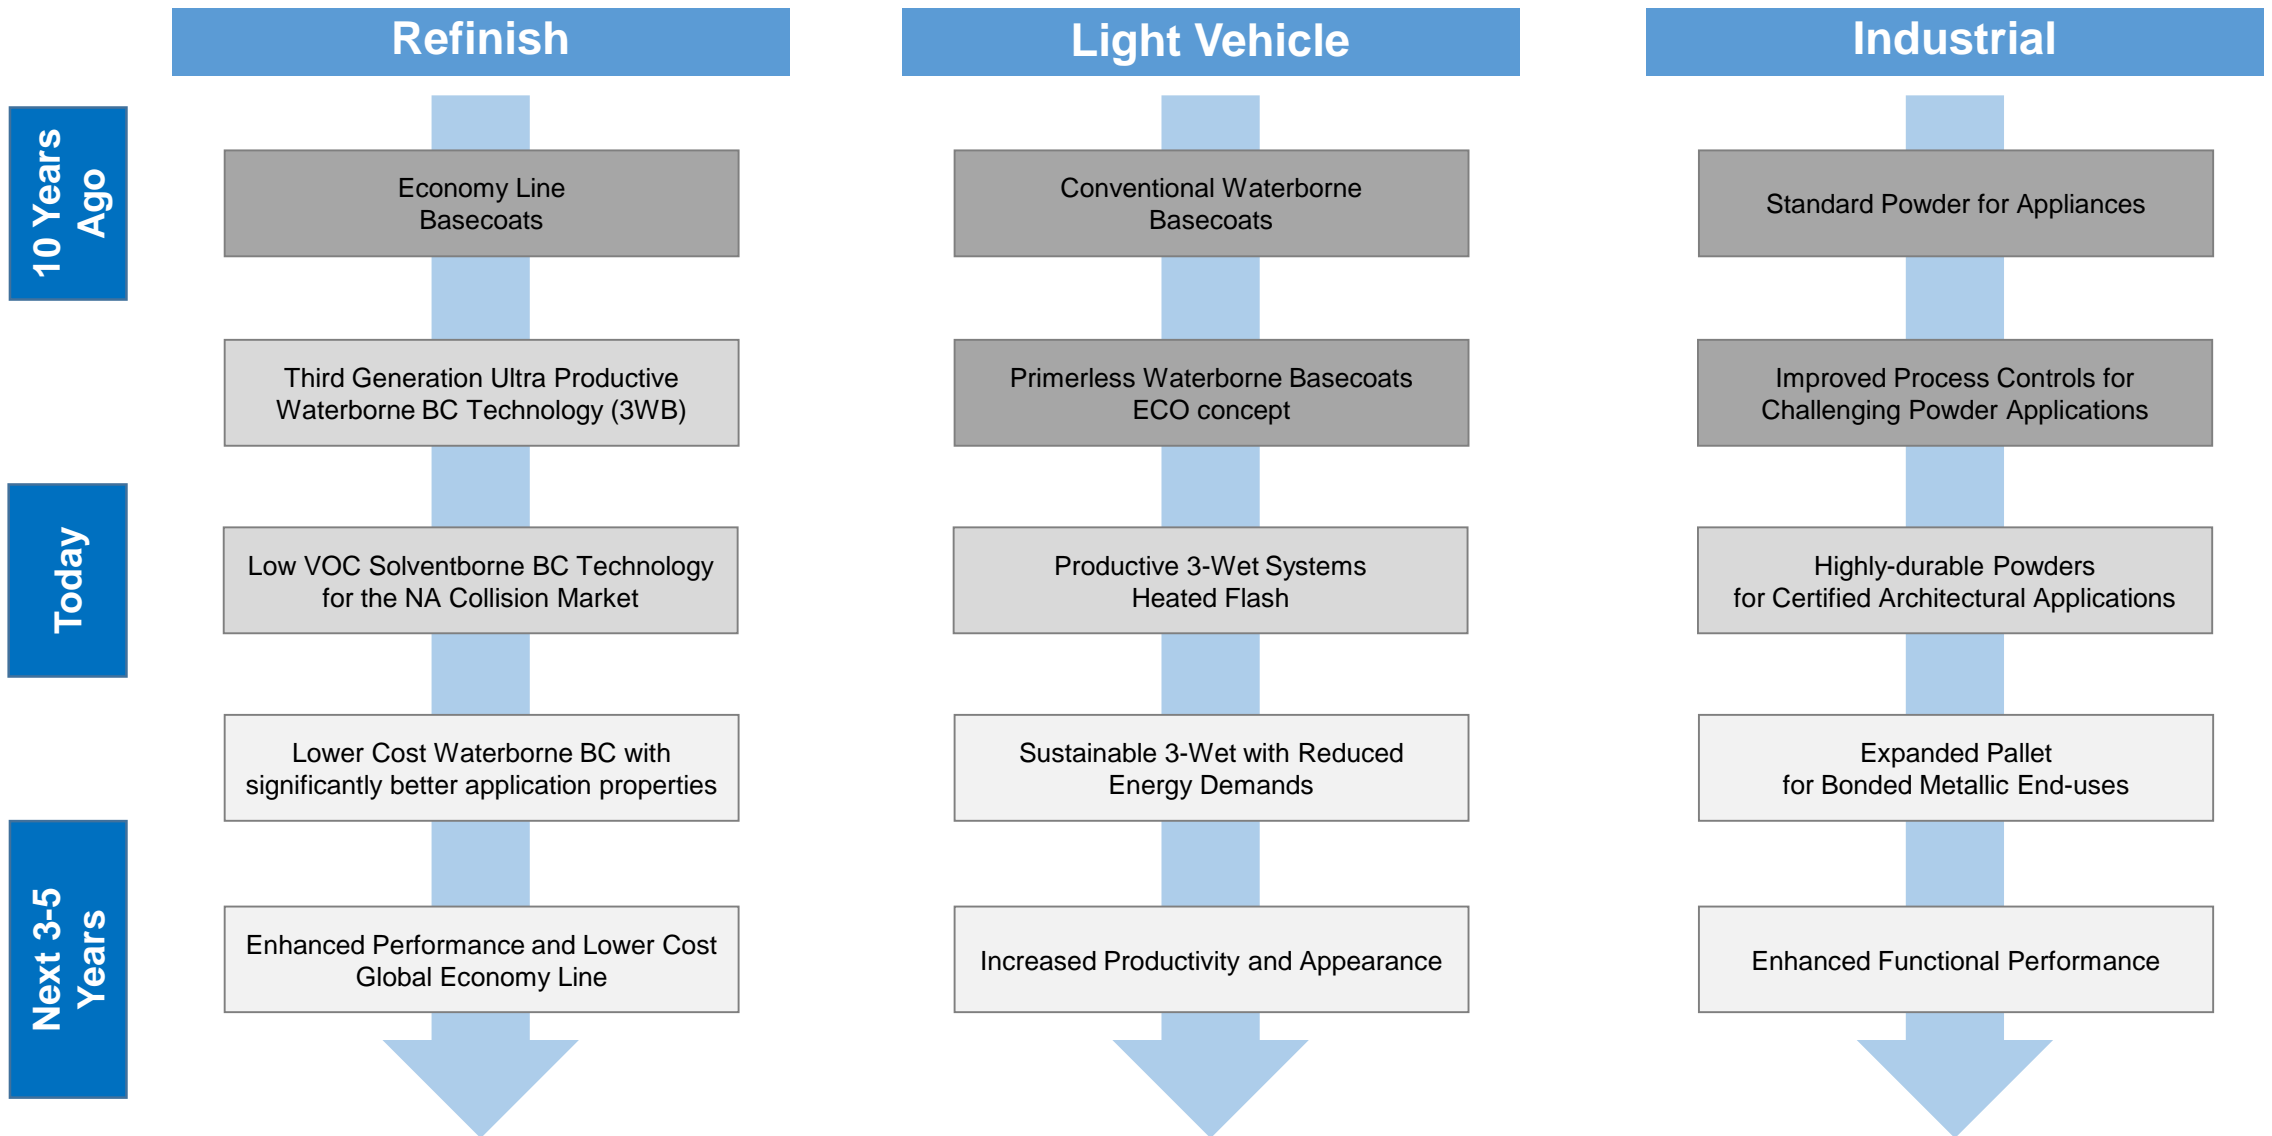 Refinish
Light Vehicle
Industrial
10 Years
Ago
Economy Line
Basecoats
Conventional Waterborne
Basecoats
Standard Powder for Appliances
Third Generation Ultra Productive
Waterborne BC Technology (3WB)
Primerless Waterborne Basecoats
ECO concept
Improved Process Controls for
Challenging Powder Applications
Today
Low VOC Solventborne BC Technology
for the NA Collision Market
Productive 3-Wet Systems
Heated Flash
Highly-durable Powders
for Certified Architectural Applications
Lower Cost Waterborne BC with
significantly better application properties
Sustainable 3-Wet with Reduced
Energy Demands
Expanded Pallet
for Bonded Metallic End-uses
Next 3-5
Years
Enhanced Performance and Lower Cost
Global Economy Line
Increased Productivity and Appearance
Enhanced Functional Performance